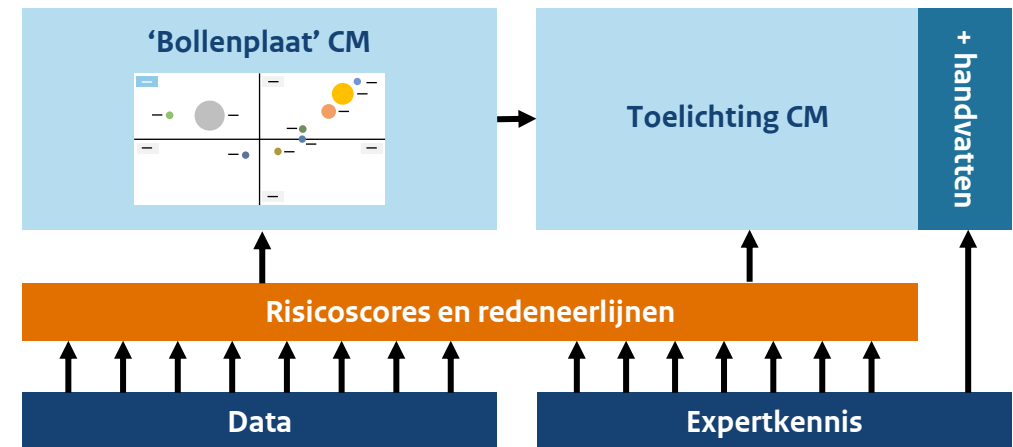 ‘Bollenplaat’ CM
Toelichting CM
+ handvatten
Risicoscores en redeneerlijnen
Data
Expertkennis